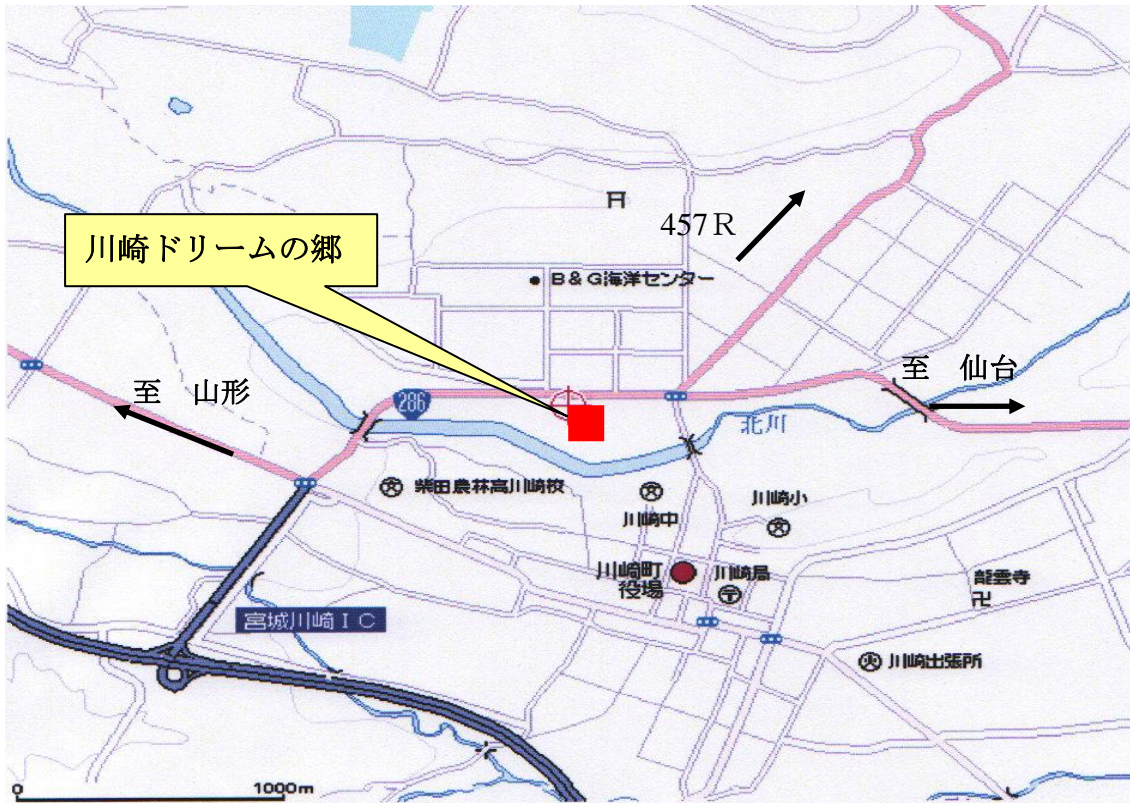 457R
川崎ドリームの郷
B&G海洋センター
至 山形
286
至 仙台
北川
柴田農林高川崎校
川崎中
川崎小
川崎町
役場
川崎局
龍雲寺
宮城川崎IC
川崎出張所
0 1000m